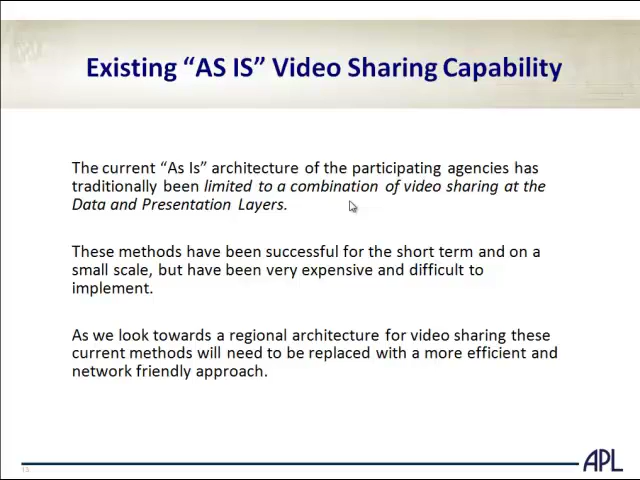 Existing “AS IS” Video Sharing Capability
The current “As Is” architecture of the participating agencies has
traditionally been limited to a combination of video sharing at the
Data and Presentation Layers.
These methods have been successful for the short term and on a
small scale, but have been very expensive and difficult to
implement.
As we look towards a regional architecture for video sharing these
current methods will need to be replaced with a more efficient and
network friendly approach.
15
APL